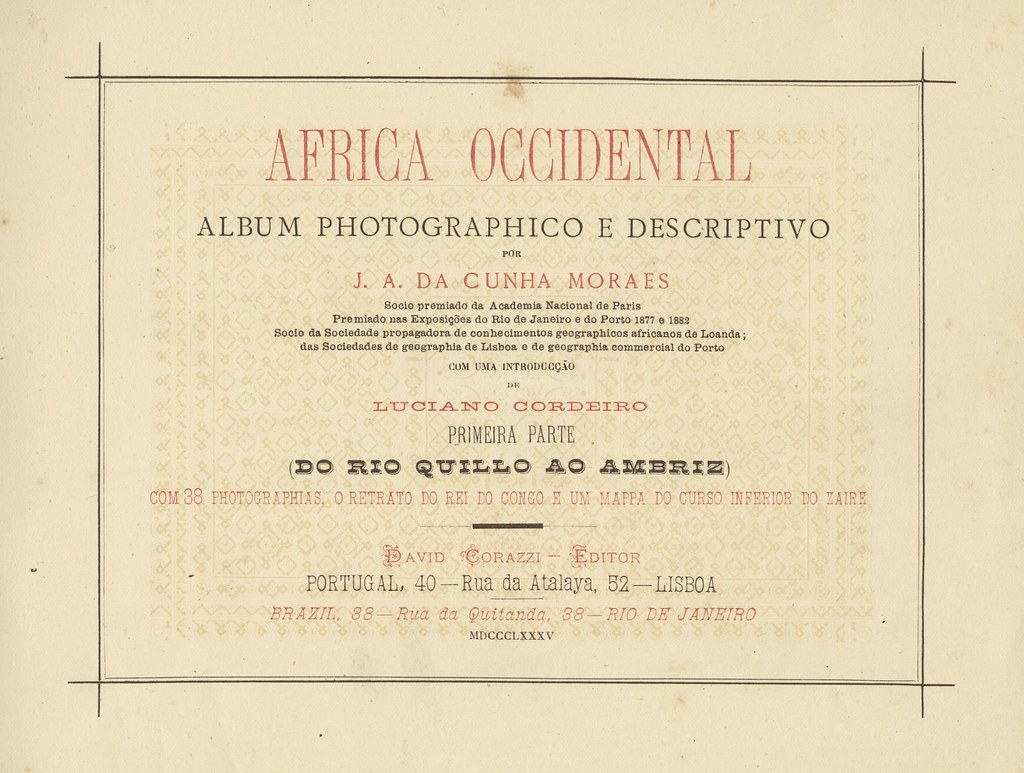 AFRICA OCCIDENTAL
ALBUM PHOTOGRAPHICO E DESCRIPTIVO
POR
J. A. DA CUNHA MORAES
Socio premiado da Academia Nacional de Paris
Premiado nas Exposições do Rio de Janeiro e do Porto 1877 e 1882
Socio da Sociedade propagadora de conhecimentos geographicos africanos de Loanda;
das Sociedades de geographia de Lisboa e de geographia commercial do Porto
COM UMA INTRODUCÇÃO
DE
LUCIANO CORDEIRO
PRIMEIRA PARTE
(DO RIO QUILLO AO AMBRIZ)
COM 38 PHOTOGRAPHIAS, O RETRATO DO REI DO CONGO E UM MAPPA DO CURSO INFERIOR DO ZAIRE
DAVID CORAZZI — EDITOR
PORTUGAL, 40—Rua da Atalaya, 52—LISBOA
BRAZIL, 38—Rua da Quitanda, 38—RIO DE JANEIRO
MDCCCLXXXV